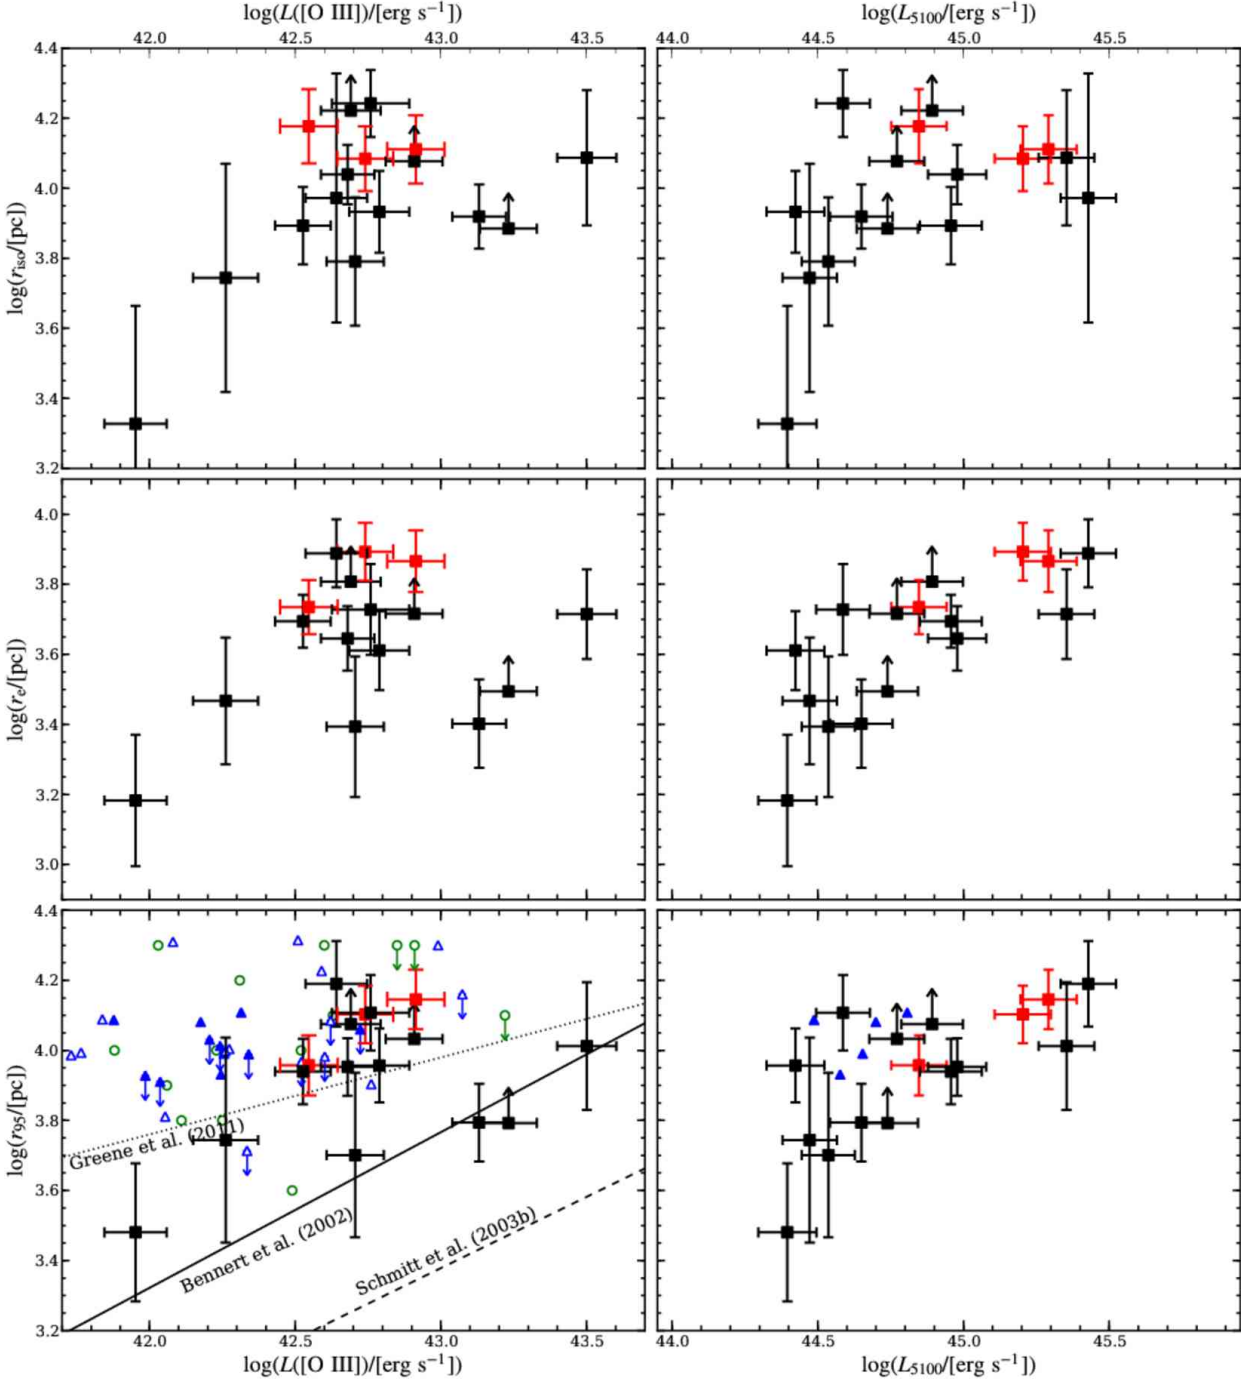 log(L([O III])/[erg s⁻¹])
log(L₅₁₀₀/[erg s⁻¹])
42.0 42.5 43.0 43.5
44.0 44.5 45.0 45.5
4.4
4.2
4.0
3.8
3.6
3.4
3.2
log(r_iso/[pc])
4.0
3.8
3.6
3.4
3.2
3.0
log(r_e/[pc])
4.4
4.2
4.0
3.8
3.6
3.4
3.2
log(r₉₅/[pc])
Greene et al. (2011)
Bennert et al. (2002)
Schmitt et al. (2003b)
42.0 42.5 43.0 43.5
44.0 44.5 45.0 45.5
log(L([O III])/[erg s⁻¹])
log(L₅₁₀₀/[erg s⁻¹])